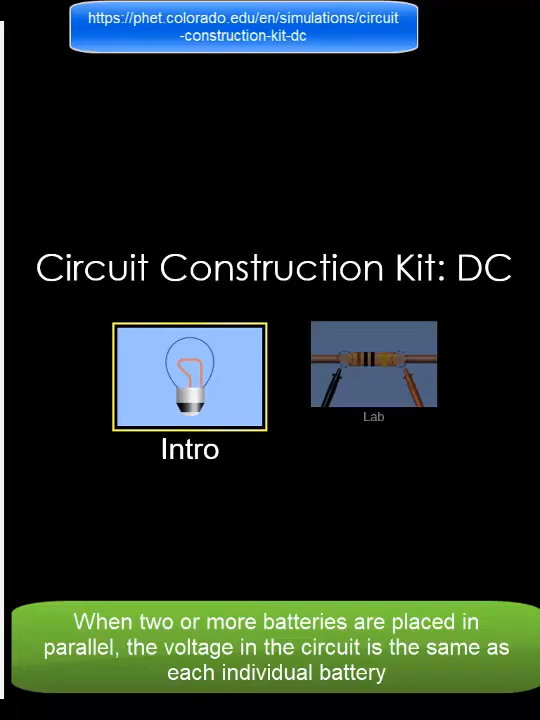 https://phet.colorado.edu/en/simulations/circuit
-construction-kit-dc
Circuit Construction Kit: DC
Intro
Lab
When two or more batteries are placed in
parallel, the voltage in the circuit is the same as
each individual battery